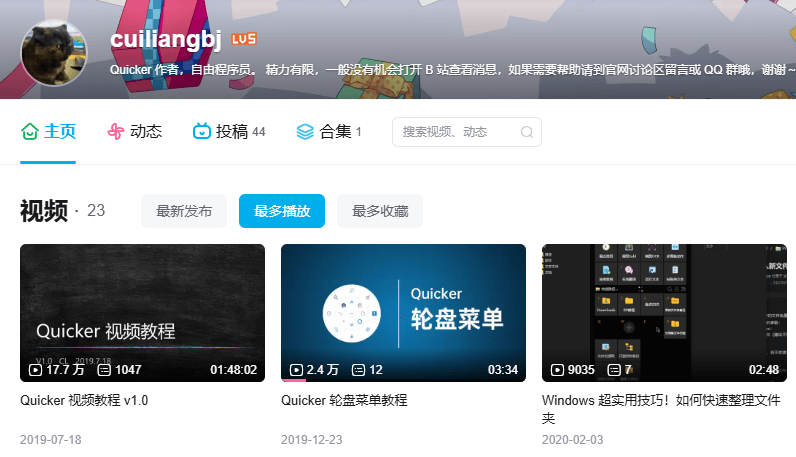 cuiliangbj LV5
Quicker 作者，自由程序员。 精力有限，一般没有机会打开 B 站查看消息，如果需要帮助请到官网讨论区留言或 QQ 群哦，谢谢～
主页 动态 投稿 44 合集 1 搜索视频、动态
视频 · 23 最新发布 最多播放 最多收藏
Quicker 视频教程
V1.0 CL 2019.7.18
17.7 万 1047 01:48:02
Quicker
轮盘菜单
2.4 万 12 03:34
9035 7 02:48
Quicker 视频教程 v1.0
2019-07-18
Quicker 轮盘菜单教程
2019-12-23
Windows 超实用技巧！如何快速整理文件
夹
2020-02-03